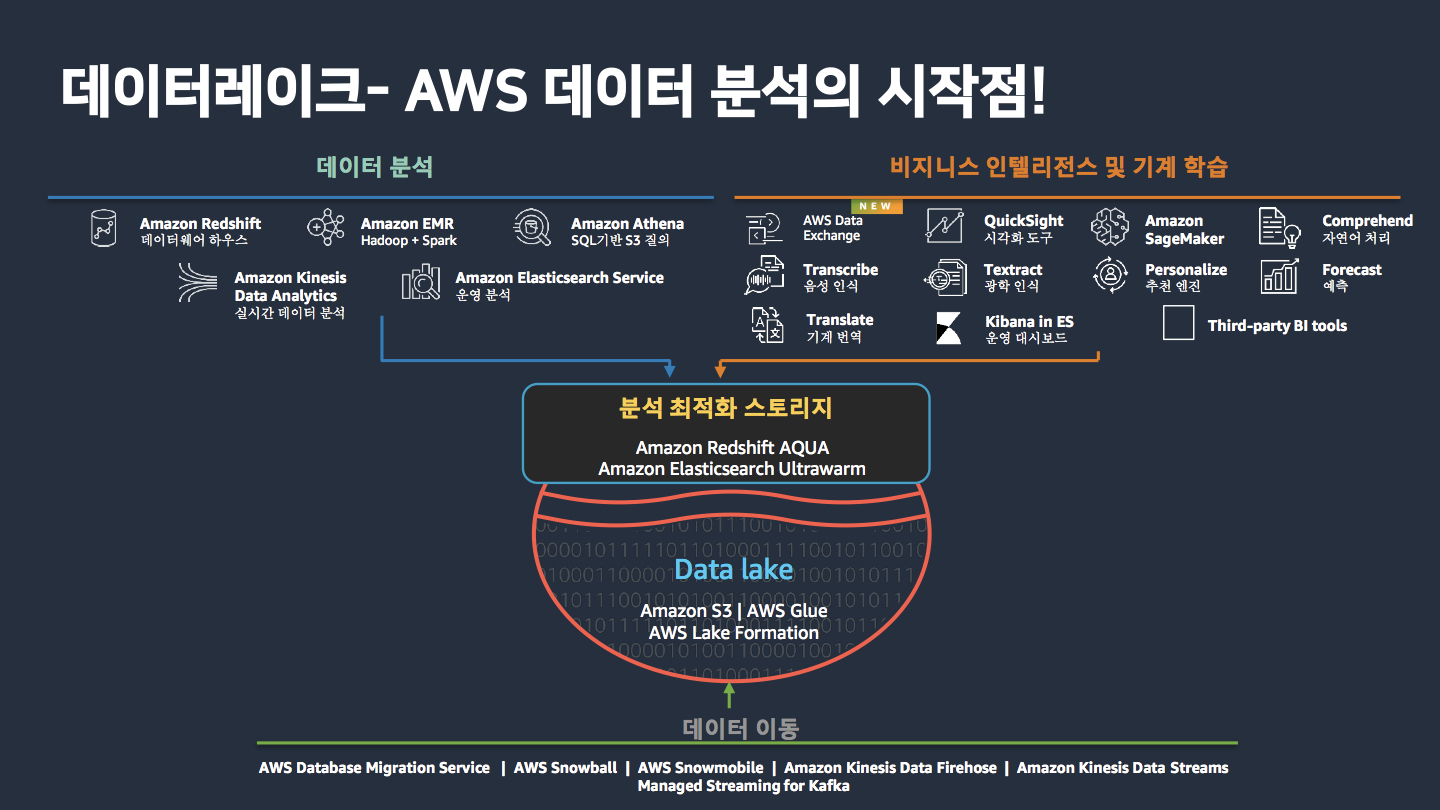 데이터레이크- AWS 데이터 분석의 시작점!
데이터 분석
Amazon Redshift
데이터웨어 하우스
Amazon EMR
Hadoop + Spark
Amazon Athena
SQL기반 S3 질의
Amazon Kinesis
Data Analytics
실시간 데이터 분석
Amazon Elasticsearch Service
운영 분석
비지니스 인텔리전스 및 기계 학습
NEW
AWS Data
Exchange
QuickSight
시각화 도구
Amazon
SageMaker
Comprehend
자연어 처리
Transcribe
음성 인식
Textract
광학 인식
Personalize
추천 엔진
Forecast
예측
Translate
기계 번역
Kibana in ES
운영 대시보드
Third-party BI tools
분석 최적화 스토리지
Amazon Redshift AQUA
Amazon Elasticsearch Ultrawarm
Data lake
Amazon S3 | AWS Glue
AWS Lake Formation
데이터 이동
AWS Database Migration Service | AWS Snowball | AWS Snowmobile | Amazon Kinesis Data Firehose | Amazon Kinesis Data Streams
Managed Streaming for Kafka